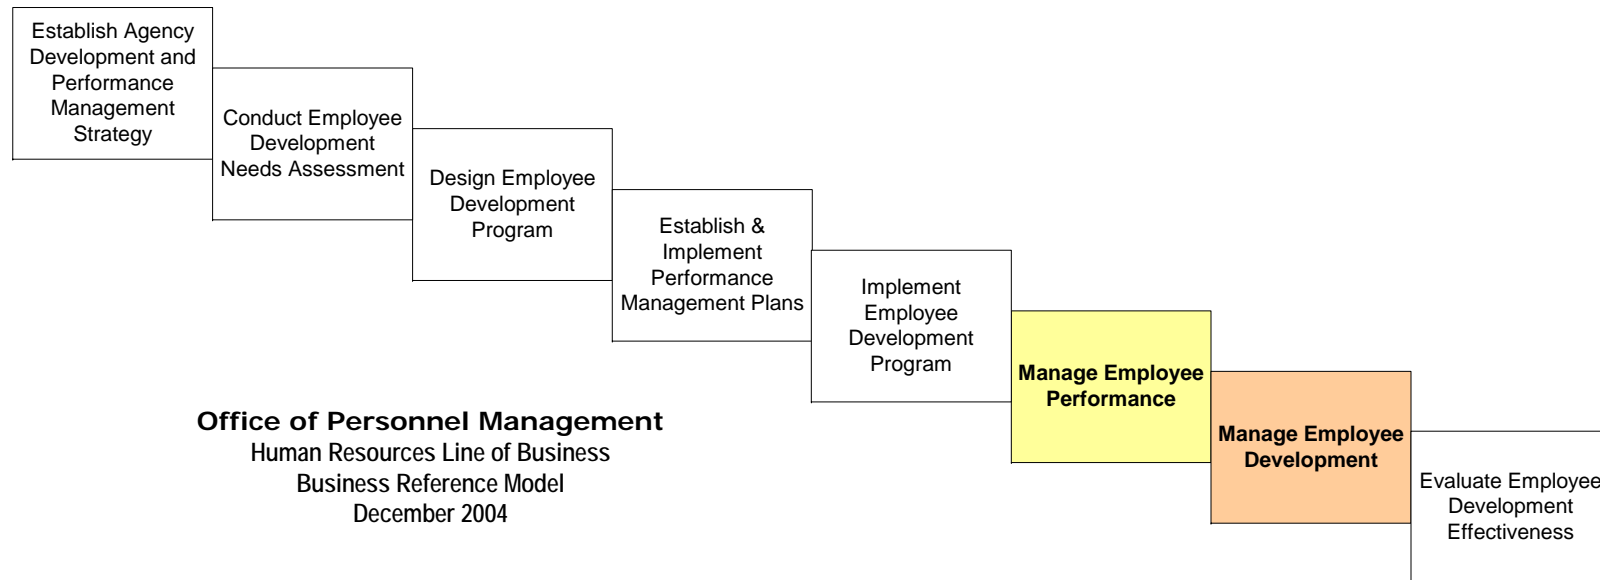 Establish Agency
Development and
Performance
Management
Strategy
Conduct Employee
Development
Needs Assessment
Design Employee
Development
Program
Establish &
Implement
Performance
Management Plans
Implement
Employee
Development
Program
Manage Employee
Performance
Manage Employee
Development
Evaluate Employee
Development
Effectiveness
Office of Personnel Management
Human Resources Line of Business
Business Reference Model
December 2004